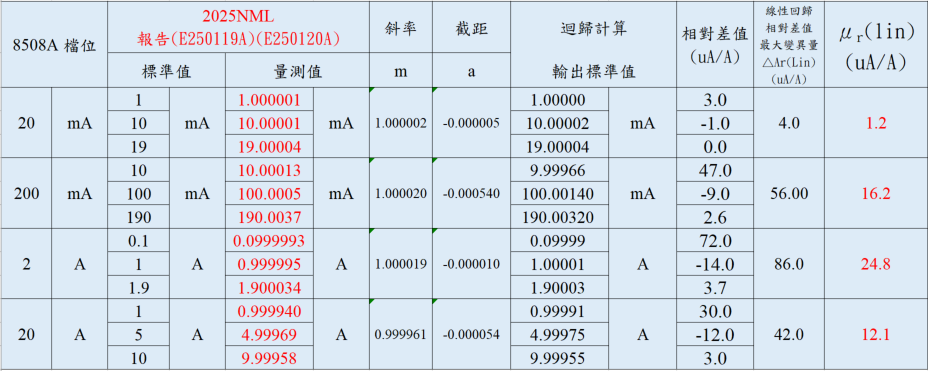 8508A 檔位
2025NML
報告(E250119A)(E250120A)
斜率
截距
迴歸計算
相對差值
(uA/A)
線性回歸
相對差值
最大變異量
△Ar(Lin)
(uA/A)
μr(lin)
(uA/A)
標準值
量測值
m
a
輸出標準值
20 mA
1 1.000001 1.00000 3.0
10 mA 10.00001 mA 1.000002 -0.000005 10.00002 mA -1.0 4.0 1.2
19 19.00004 19.00004 0.0
200 mA
10 10.00013 9.99966 47.0
100 mA 100.0005 mA 1.000020 -0.000540 100.00140 mA -9.0 56.00 16.2
190 190.0037 190.00320 2.6
2 A
0.1 0.0999993 0.09999 72.0
1 A 0.999995 A 1.000019 -0.000010 1.00001 A -14.0 86.0 24.8
1.9 1.900034 1.90003 3.7
20 A
1 0.999940 0.99991 30.0
5 A 4.99969 A 0.999961 -0.000054 4.99975 A -12.0 42.0 12.1
10 9.99958 9.99955 3.0